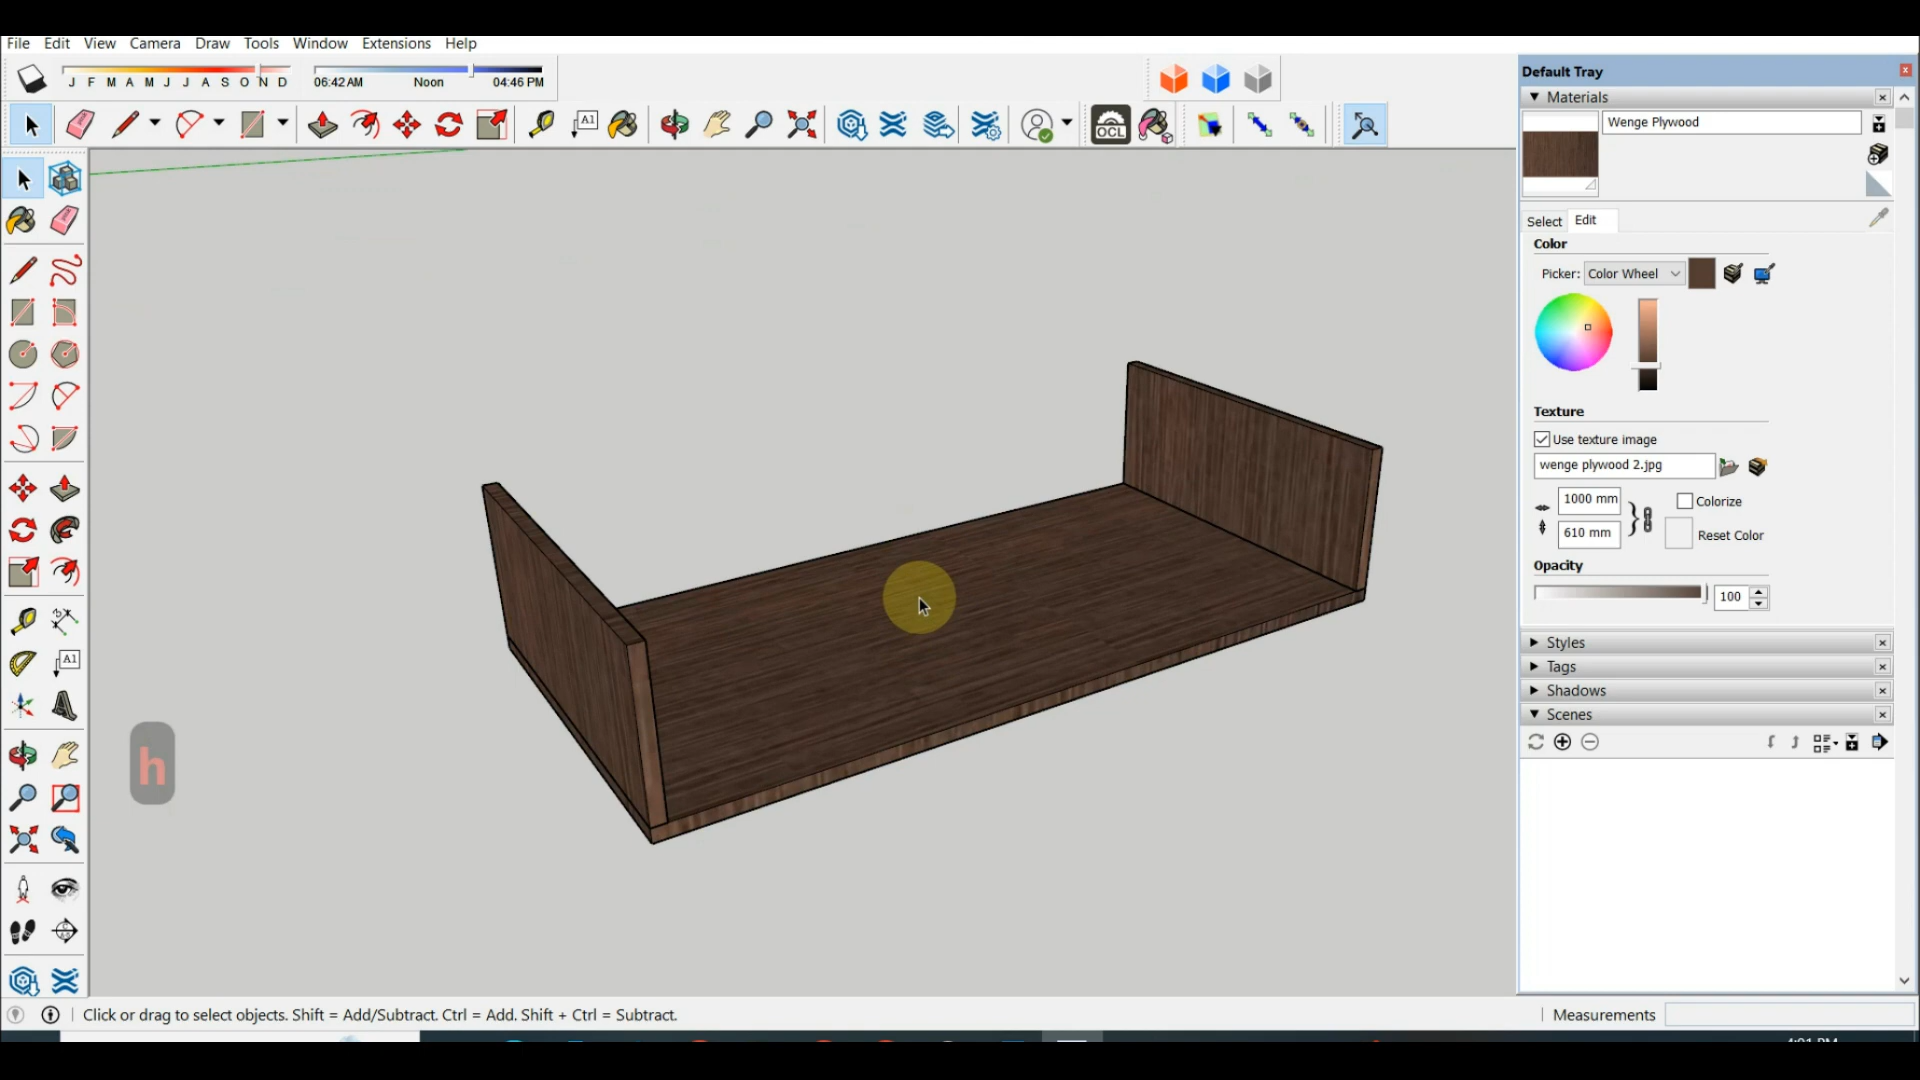 File Edit View Camera Draw Tools Window Extensions Help
J F M A M J J A S O N D
06:42 AM Noon 04:46 PM
A1
OCL
A1
h
Default Tray
Materials
Wenge Plywood
Select Edit
Color
Picker: Color Wheel
Texture
Use texture image
wenge plywood 2.jpg
1000 mm Colorize
610 mm Reset Color
Opacity
100
Styles
Tags
Shadows
Scenes
Click or drag to select objects. Shift = Add/Subtract. Ctrl = Add. Shift + Ctrl = Subtract.
Measurements